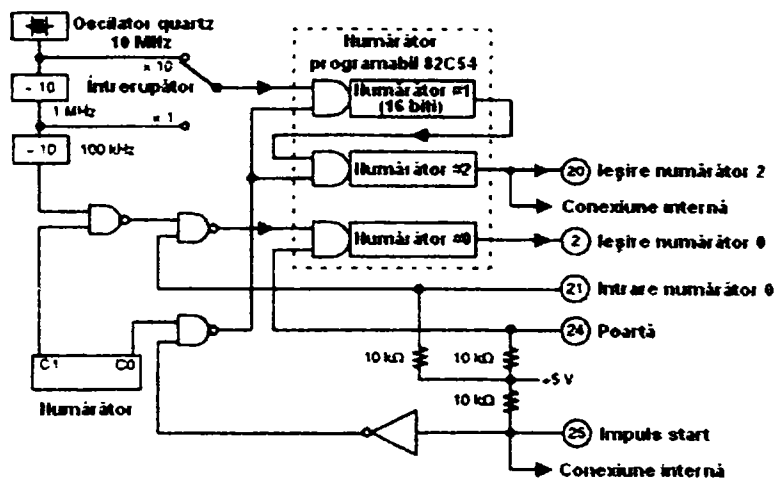 Oscilator quartz
10 MHz
× 10
Întrerupător
÷ 10
1 MHz
× 1
÷ 10
100 kHz
Numărător
programabil 82C54
Numărător #1
(16 biti)
Numărător #2
Numărător #0
20 Ieşire numărător 2
Conexiune internă
2 Ieşire numărător 0
21 Intrare numărător 0
24 Poartă
10 kΩ
10 kΩ
+5 V
10 kΩ
C1
C0
Numărător
25 Impuls start
Conexiune internă